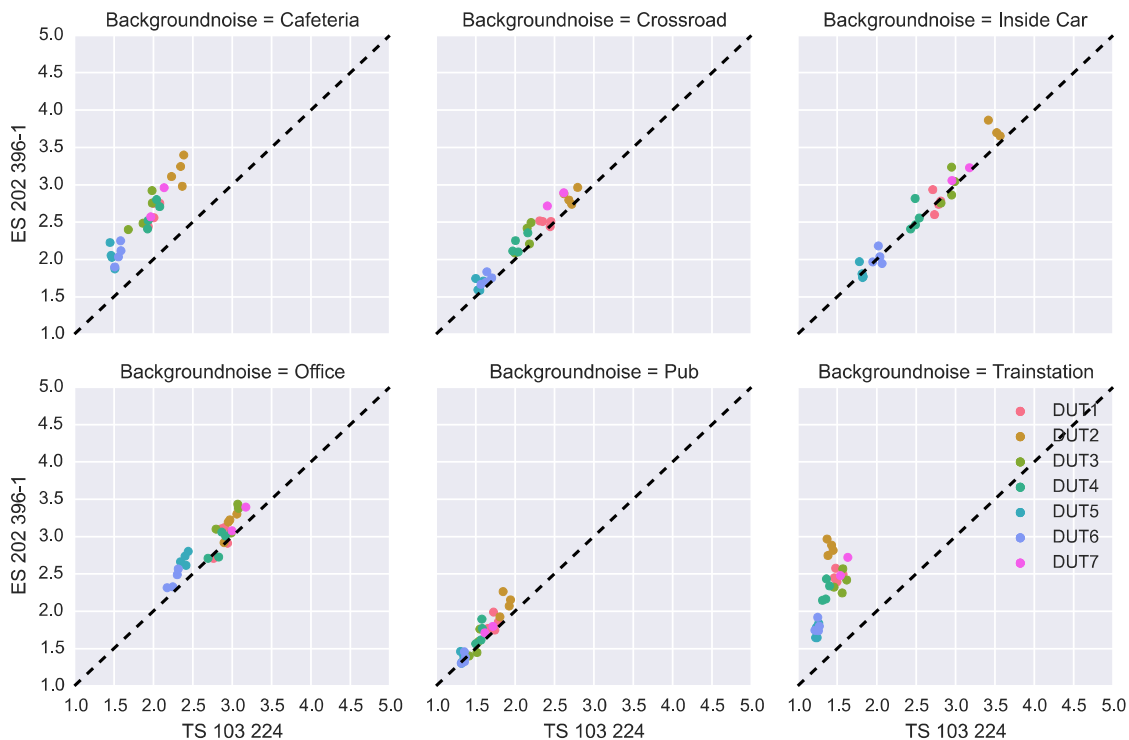 Backgroundnoise = Cafeteria
Backgroundnoise = Crossroad
Backgroundnoise = Inside Car
5.0
4.5
4.0
3.5
3.0
2.5
2.0
1.5
1.0
ES 202 396-1
Backgroundnoise = Office
Backgroundnoise = Pub
Backgroundnoise = Trainstation
5.0
4.5
4.0
3.5
3.0
2.5
2.0
1.5
1.0
ES 202 396-1
DUT1
DUT2
DUT3
DUT4
DUT5
DUT6
DUT7
1.0 1.5 2.0 2.5 3.0 3.5 4.0 4.5 5.0
1.0 1.5 2.0 2.5 3.0 3.5 4.0 4.5 5.0
1.0 1.5 2.0 2.5 3.0 3.5 4.0 4.5 5.0
TS 103 224
TS 103 224
TS 103 224